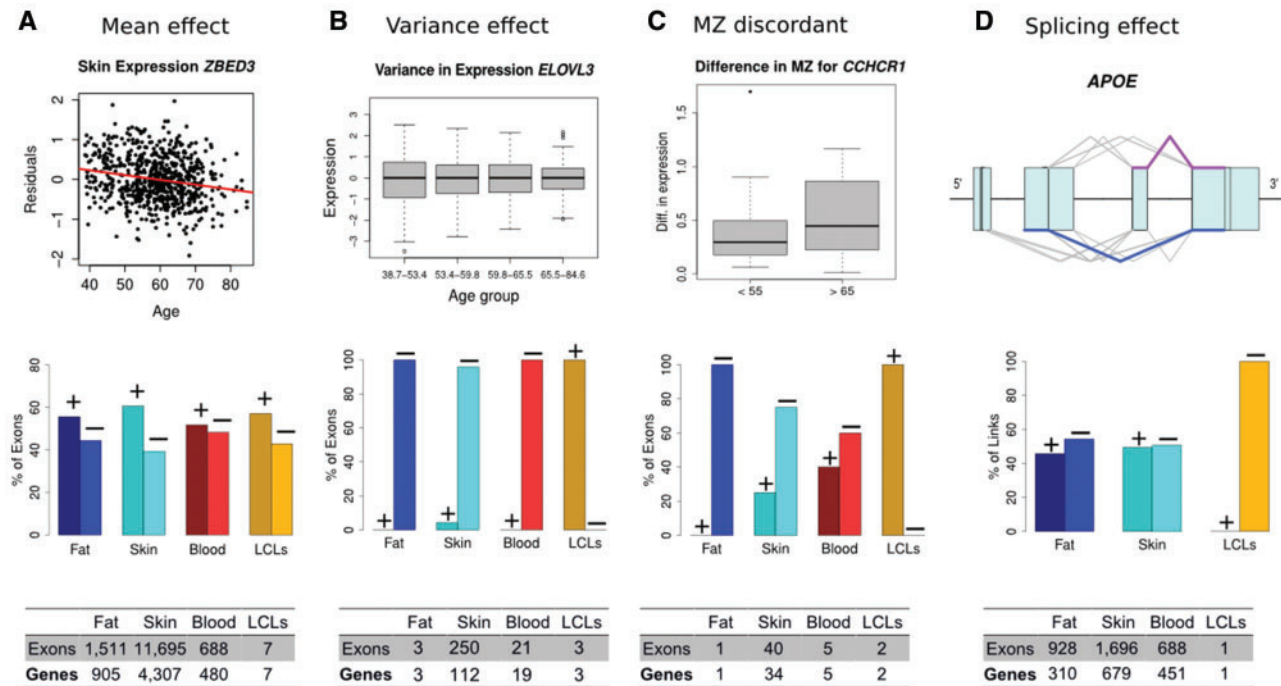 A Mean effect
Skin Expression ZBED3
Residuals
2
1
0
-1
-2
40 50 60 70 80
Age
% of Exons
80
60
40
20
0
+ − + − + − + −
Fat Skin Blood LCLs
Fat Skin Blood LCLs
Exons 1,511 11,695 688 7
Genes 905 4,307 480 7
B Variance effect
Variance in Expression ELOVL3
Expression
3
2
1
0
-1
-2
-3
38.7–53.4 53.4–59.8 59.8–65.5 65.5–84.6
Age group
% of Exons
100
80
60
40
20
0
+ − + − + − + −
Fat Skin Blood LCLs
Fat Skin Blood LCLs
Exons 3 250 21 3
Genes 3 112 19 3
C MZ discordant
Difference in MZ for CCHCR1
Diff. in expression
1.5
1.0
0.5
0.0
< 55 > 65
% of Exons
100
80
60
40
20
0
+ − + − + − + −
Fat Skin Blood LCLs
Fat Skin Blood LCLs
Exons 1 40 5 2
Genes 1 34 5 2
D Splicing effect
APOE
5' 3'
% of Links
100
80
60
40
20
0
+ − + − + −
Fat Skin LCLs
Fat Skin Blood LCLs
Exons 928 1,696 688 1
Genes 310 679 451 1